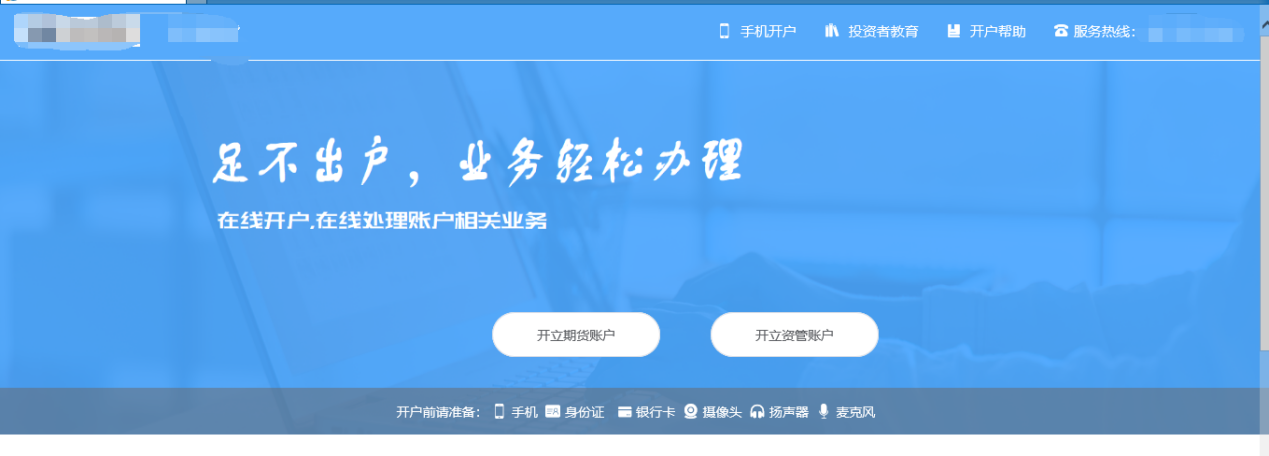 手机开户 投资者教育 开户帮助 服务热线:
足不出户，业务轻松办理
在线开户,在线处理账户相关业务
开立期货账户 开立资管账户
开户前请准备： 手机 身份证 银行卡 摄像头 扬声器 麦克风